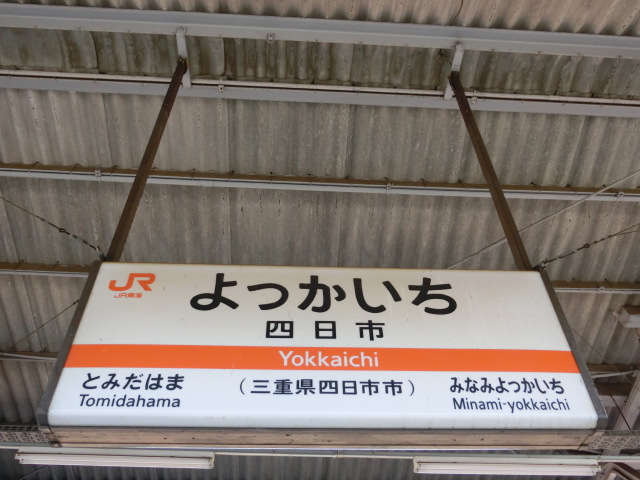 JR
JR東海
よっかいち
四日市
Yokkaichi
とみだはま
Tomidahama
（三重県四日市市）
みなみよっかいち
Minami-yokkaichi